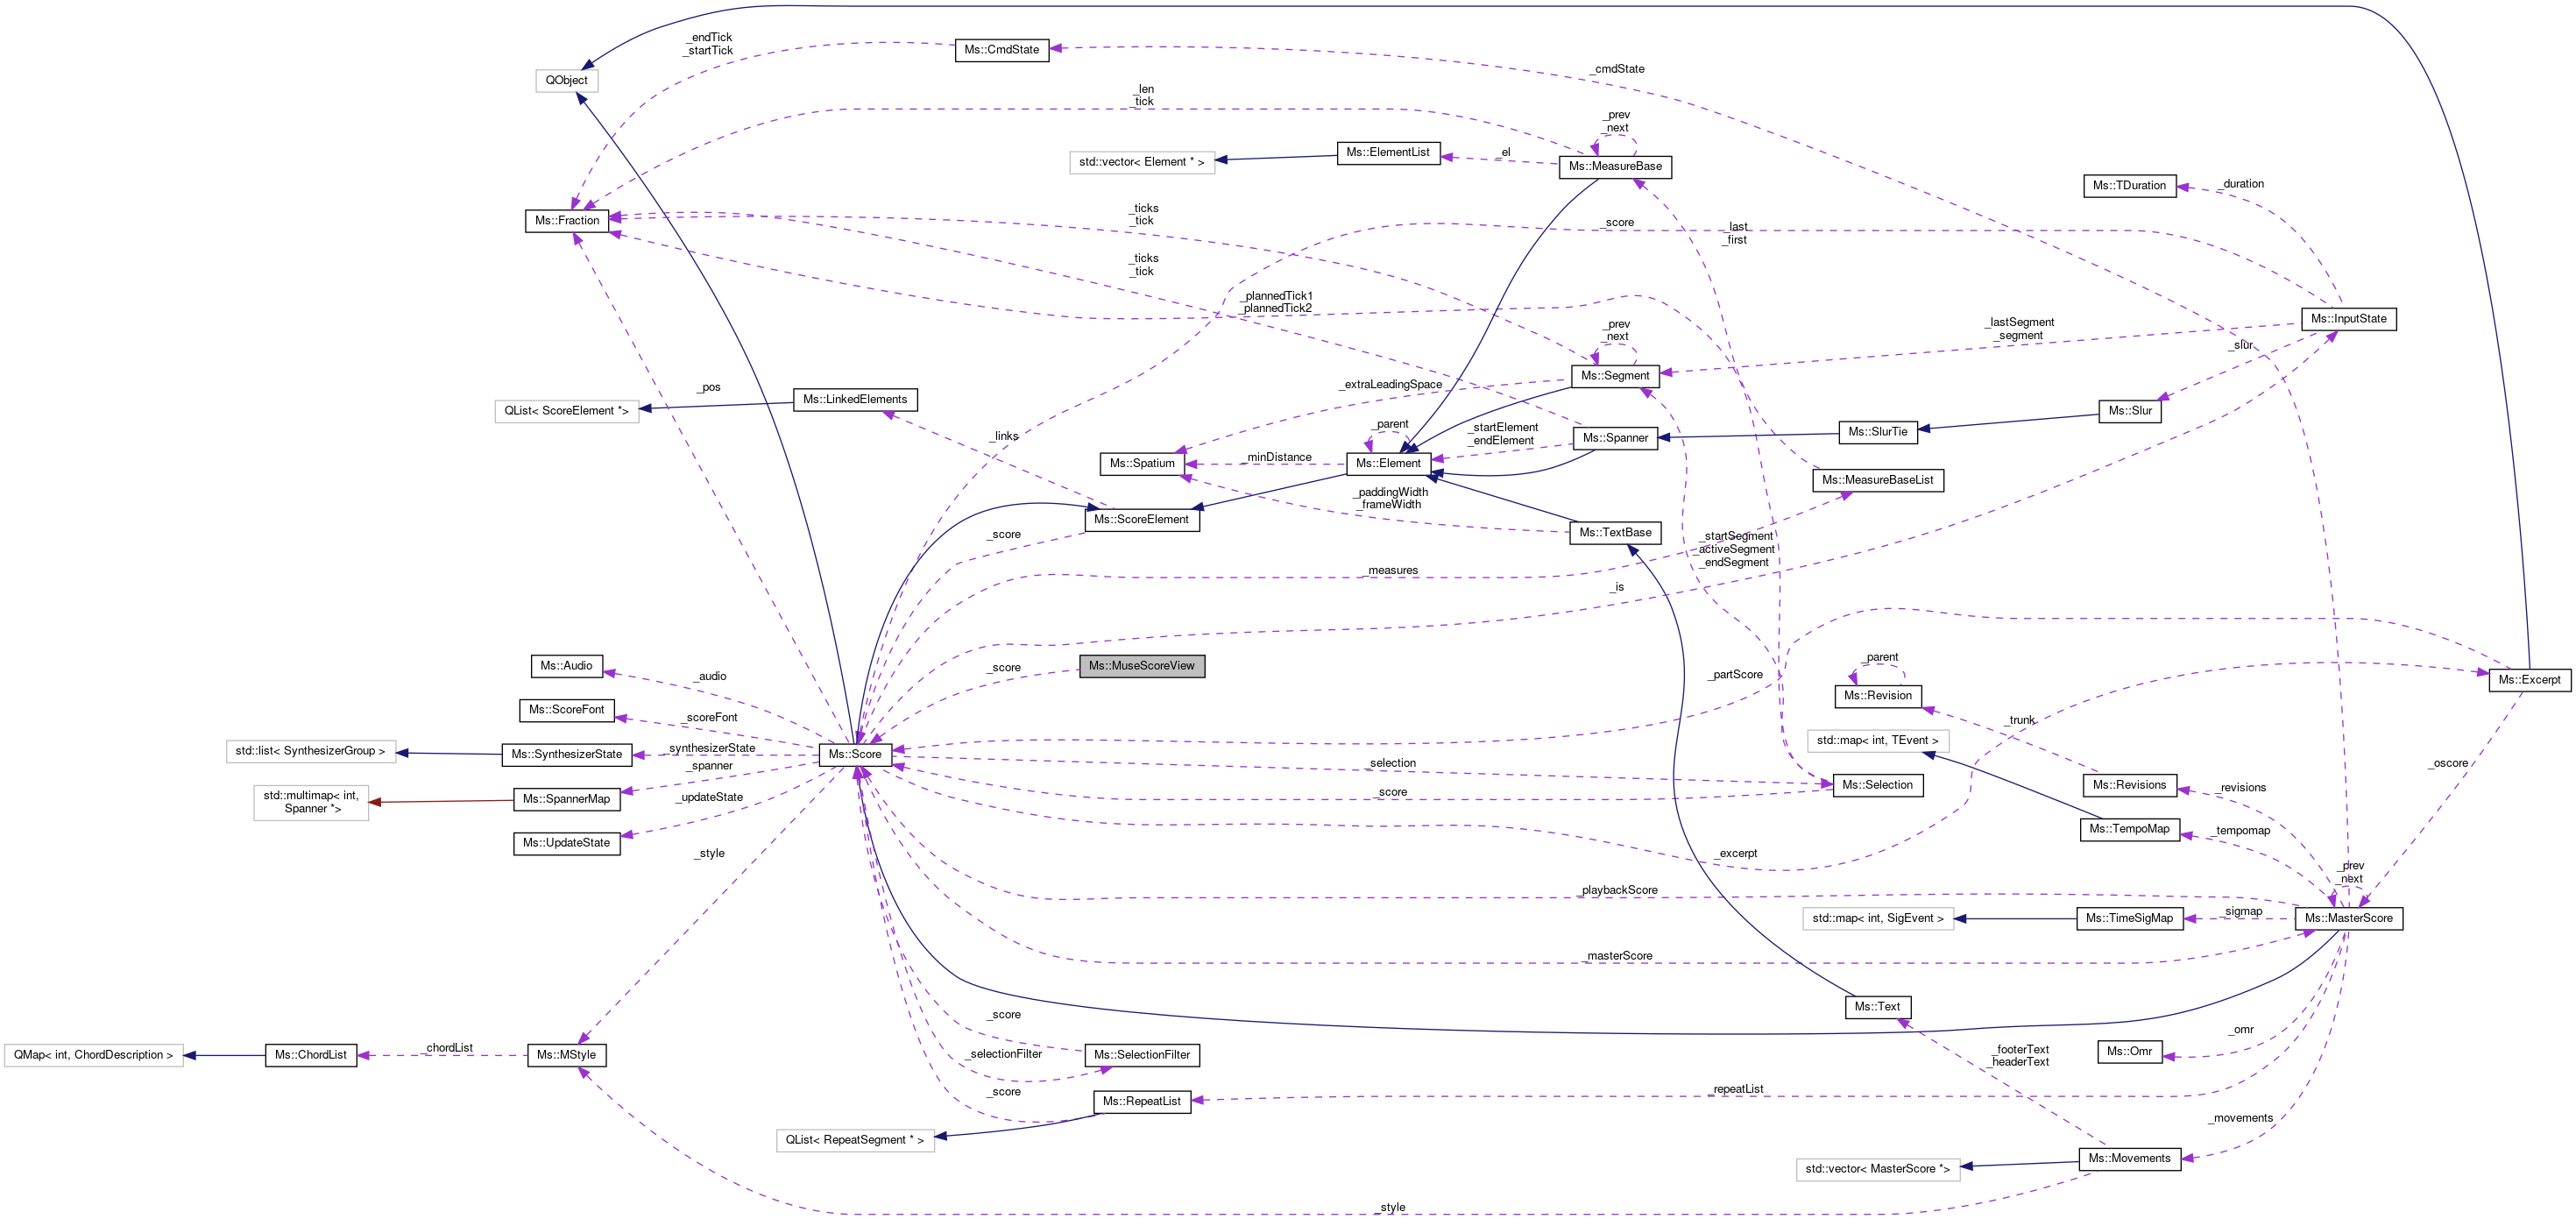 _endTick
_startTick
Ms::CmdState
_cmdState
QObject
_len
_tick
_prev
_next
std::vector< Element * >
Ms::ElementList
_el
Ms::MeasureBase
Ms::TDuration
_duration
Ms::Fraction
_ticks
_tick
_score
_last
_first
_ticks
_tick
_plannedTick1
_plannedTick2
Ms::InputState
_lastSegment
_segment
_prev
_next
_slur
Ms::Segment
_pos
_extraLeadingSpace
QList< ScoreElement *>
Ms::LinkedElements
Ms::Slur
_links
_parent
_startElement
_endElement
Ms::Spanner
Ms::SlurTie
Ms::Spatium
_minDistance
Ms::Element
Ms::MeasureBaseList
_paddingWidth
_frameWidth
Ms::ScoreElement
_score
Ms::TextBase
_startSegment
_activeSegment
_endSegment
_measures
_is
Ms::Audio
_audio
_score
Ms::MuseScoreView
_partScore
_parent
Ms::Revision
Ms::Excerpt
Ms::ScoreFont
_scoreFont
_trunk
std::map< int, TEvent >
std::list< SynthesizerGroup >
Ms::SynthesizerState
_synthesizerState
Ms::Score
_spanner
_selection
_oscore
std::multimap< int,
Spanner *>
Ms::SpannerMap
_updateState
_score
Ms::Selection
Ms::Revisions
_revisions
Ms::UpdateState
Ms::TempoMap
_tempomap
_style
_excerpt
_prev
_next
_playbackScore
std::map< int, SigEvent >
Ms::TimeSigMap
_sigmap
Ms::MasterScore
_masterScore
_score
Ms::Text
_omr
QMap< int, ChordDescription >
Ms::ChordList
_chordList
Ms::MStyle
_selectionFilter
Ms::SelectionFilter
_footerText
_headerText
Ms::Omr
_score
Ms::RepeatList
_repeatList
_movements
QList< RepeatSegment * >
std::vector< MasterScore *>
Ms::Movements
_style